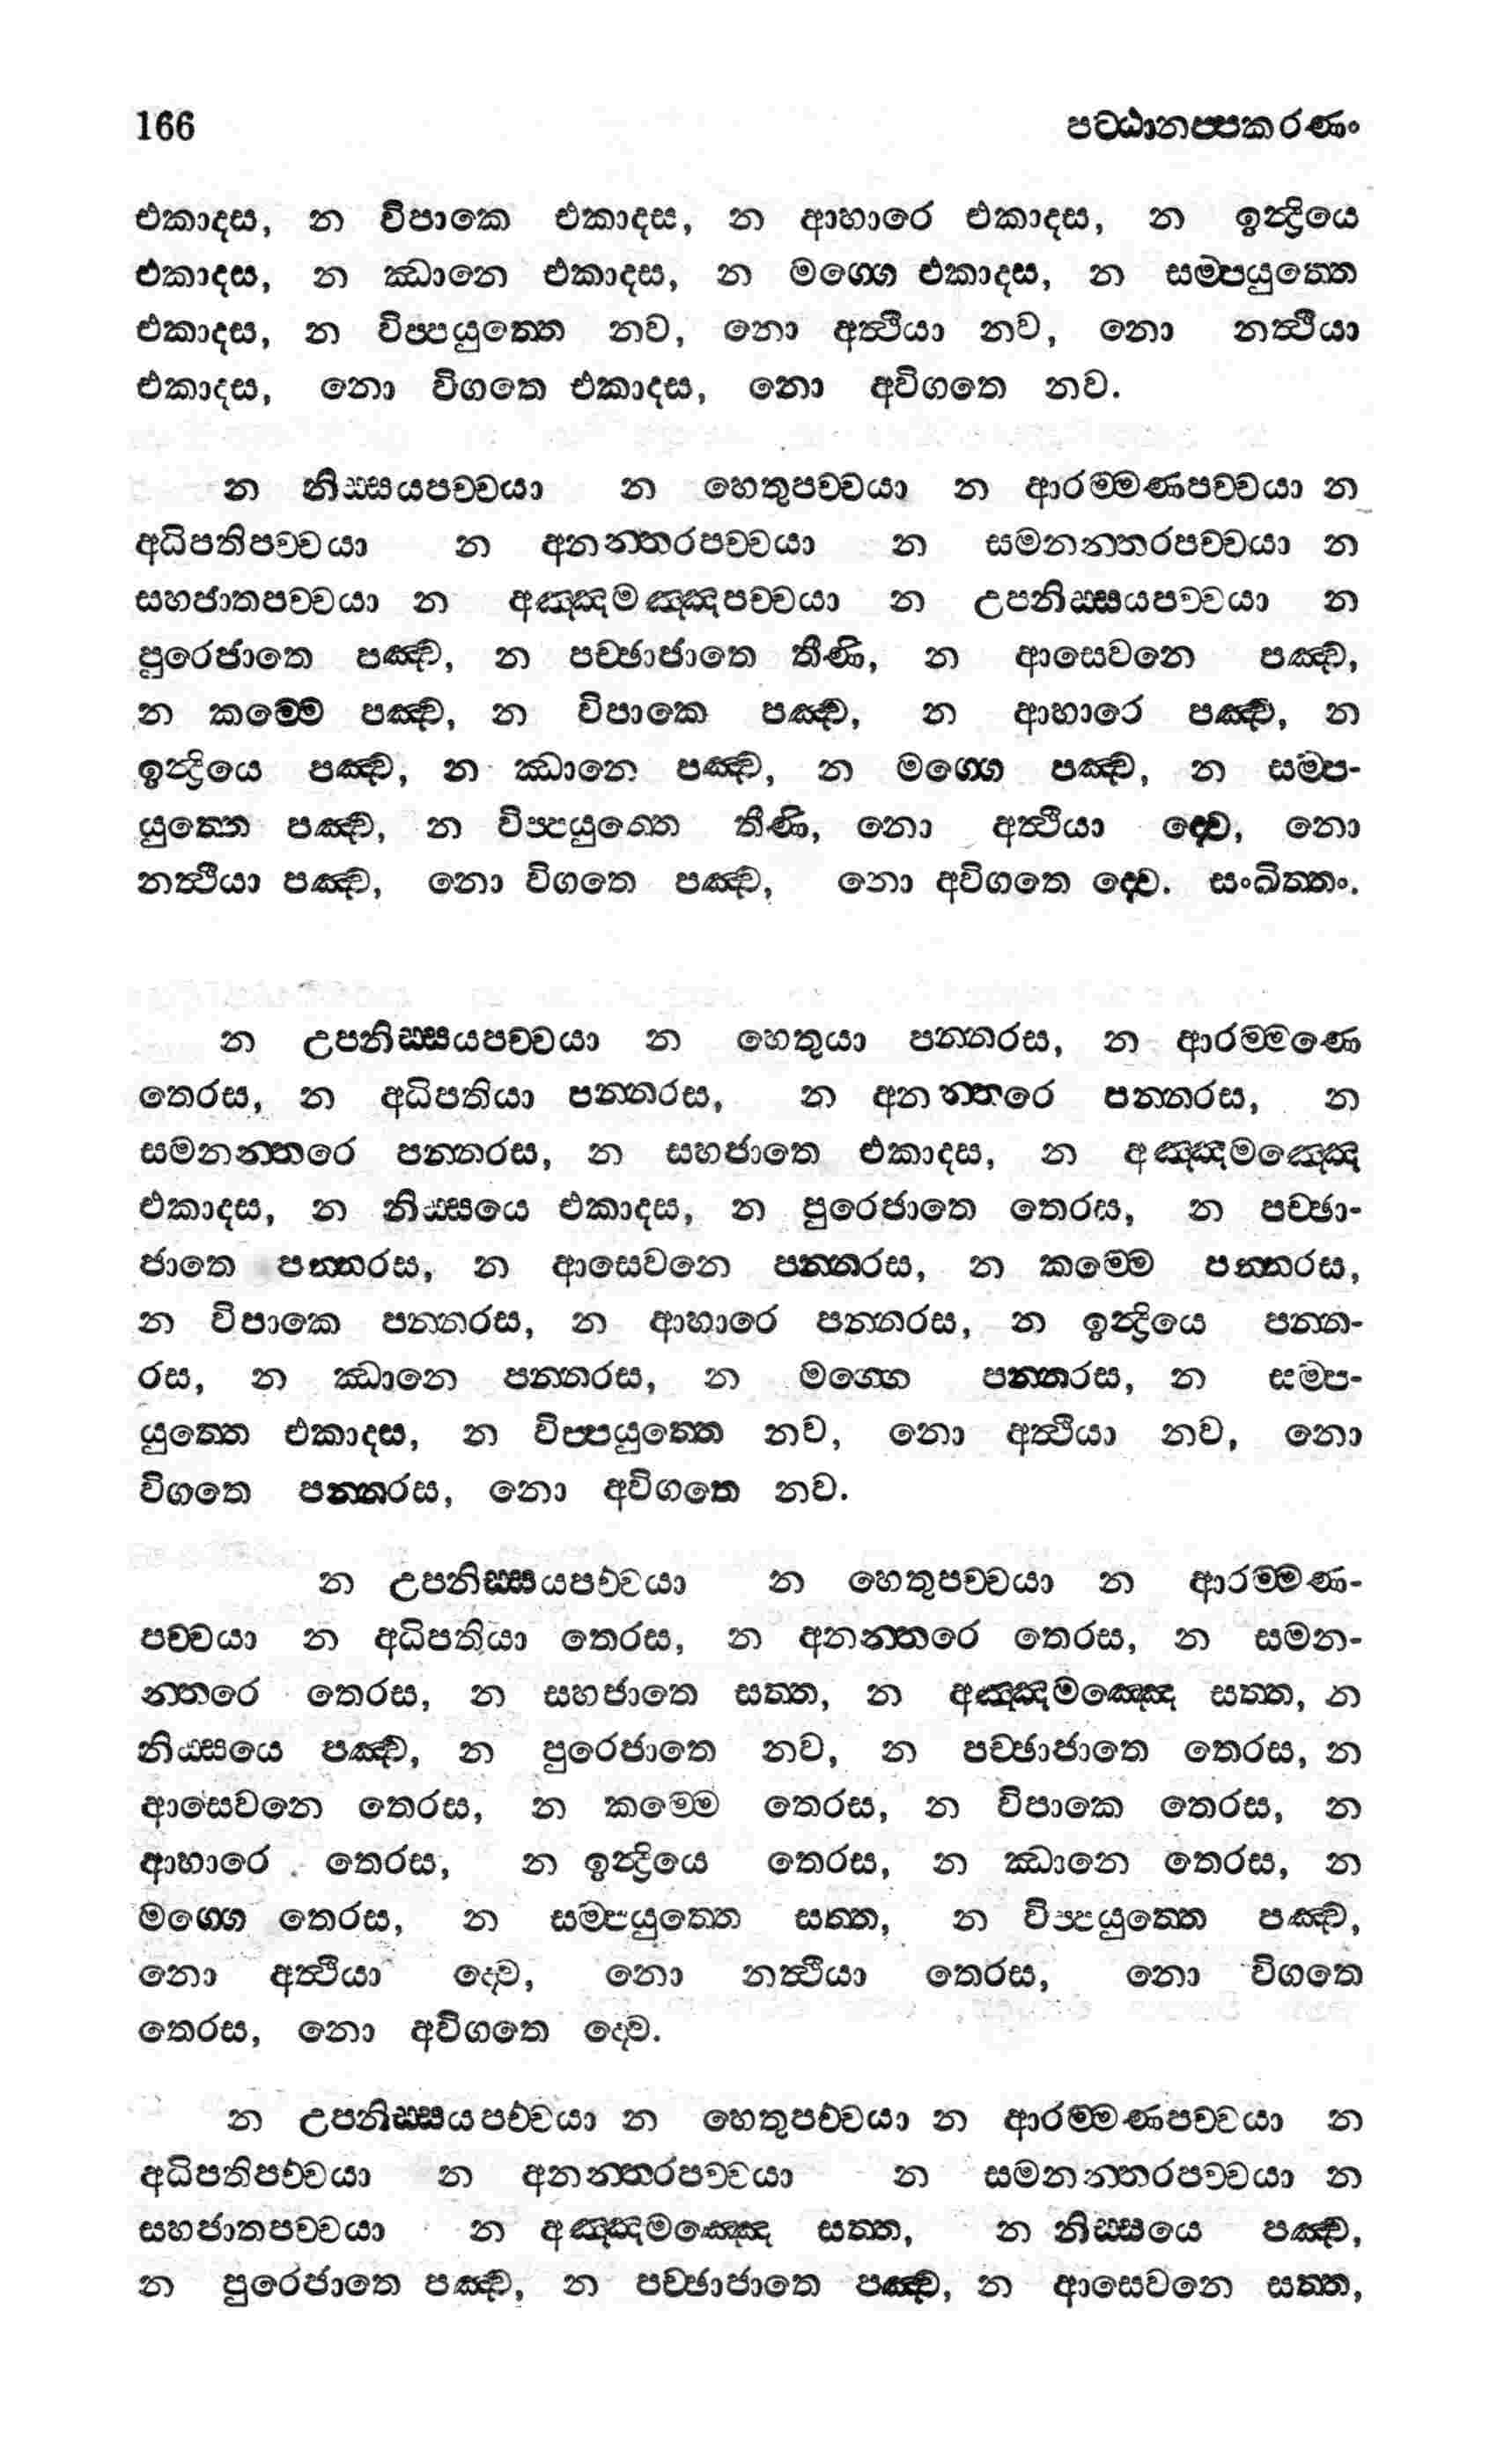 166 පට්ඨානප්පකරණං
එකාදස, න විපාකෙ එකාදස, න ආහාරෙ එකාදස, න ඉන්ද්‍රියෙ
එකාදස, න ඣානෙ එකාදස, න මග්ගෙ එකාදස, න සම්පයුත්තෙ
එකාදස, න විප්පයුත්තෙ නව, නො අත්ථියා නව, නො නත්ථියා
එකාදස, නො විගතෙ එකාදස, නො අවිගතෙ නව.
න නිස්සයපච්චයා න හෙතුපච්චයා න ආරම්මණපච්චයා න
අධිපතිපච්චයා න අනන්තරපච්චයා න සමනන්තරපච්චයා න
සහජාතපච්චයා න අඤ්ඤමඤ්ඤපච්චයා න උපනිස්සයපච්චයා න
පුරෙජාතෙ පඤ්ච, න පච්ඡාජාතෙ තීණි, න ආසෙවනෙ පඤ්ච,
න කම්මෙ පඤ්ච, න විපාකෙ පඤ්ච, න ආහාරෙ පඤ්ච, න
ඉන්ද්‍රියෙ පඤ්ච, න ඣානෙ පඤ්ච, න මග්ගෙ පඤ්ච, න සම්ප-
යුත්තෙ පඤ්ච, න විප්පයුත්තෙ තීණි, නො අත්ථියා ද්වෙ, නො
නත්ථියා පඤ්ච, නො විගතෙ පඤ්ච, නො අවිගතෙ ද්වෙ. සංඛිත්තං.
න උපනිස්සයපච්චයා න හෙතුයා පන්නරස, න ආරම්මණෙ
තෙරස, න අධිපතියා පන්නරස, න අනන්තරෙ පන්නරස, න
සමනන්තරෙ පන්නරස, න සහජාතෙ එකාදස, න අඤ්ඤමඤ්ඤෙ
එකාදස, න නිස්සයෙ එකාදස, න පුරෙජාතෙ තෙරස, න පච්ඡා-
ජාතෙ පන්නරස, න ආසෙවනෙ පන්නරස, න කම්මෙ පන්නරස,
න විපාකෙ පන්නරස, න ආහාරෙ පන්නරස, න ඉන්ද්‍රියෙ පන්න-
රස, න ඣානෙ පන්නරස, න මග්ගෙ පන්නරස, න සම්ප-
යුත්තෙ එකාදස, න විප්පයුත්තෙ නව, නො අත්ථියා නව, නො
විගතෙ පන්නරස, නො අවිගතෙ නව.
න උපනිස්සයපච්චයා න හෙතුපච්චයා න ආරම්මණ-
පච්චයා න අධිපතියා තෙරස, න අනන්තරෙ තෙරස, න සමන-
න්තරෙ තෙරස, න සහජාතෙ සත්ත, න අඤ්ඤමඤ්ඤෙ සත්ත, න
නිස්සයෙ පඤ්ච, න පුරෙජාතෙ නව, න පච්ඡාජාතෙ තෙරස, න
ආසෙවනෙ තෙරස, න කම්මෙ තෙරස, න විපාකෙ තෙරස, න
ආහාරෙ තෙරස, න ඉන්ද්‍රියෙ තෙරස, න ඣානෙ තෙරස, න
මග්ගෙ තෙරස, න සම්පයුත්තෙ සත්ත, න විප්පයුත්තෙ පඤ්ච,
නො අත්ථියා ද්වෙ, නො නත්ථියා තෙරස, නො විගතෙ
තෙරස, නො අවිගතෙ ද්වෙ.
න උපනිස්සයපච්චයා න හෙතුපච්චයා න ආරම්මණපච්චයා න
අධිපතිපච්චයා න අනන්තරපච්චයා න සමනන්තරපච්චයා න
සහජාතපච්චයා න අඤ්ඤමඤ්ඤෙ සත්ත, න නිස්සයෙ පඤ්ච,
න පුරෙජාතෙ පඤ්ච, න පච්ඡාජාතෙ පඤ්ච, න ආසෙවනෙ සත්ත,